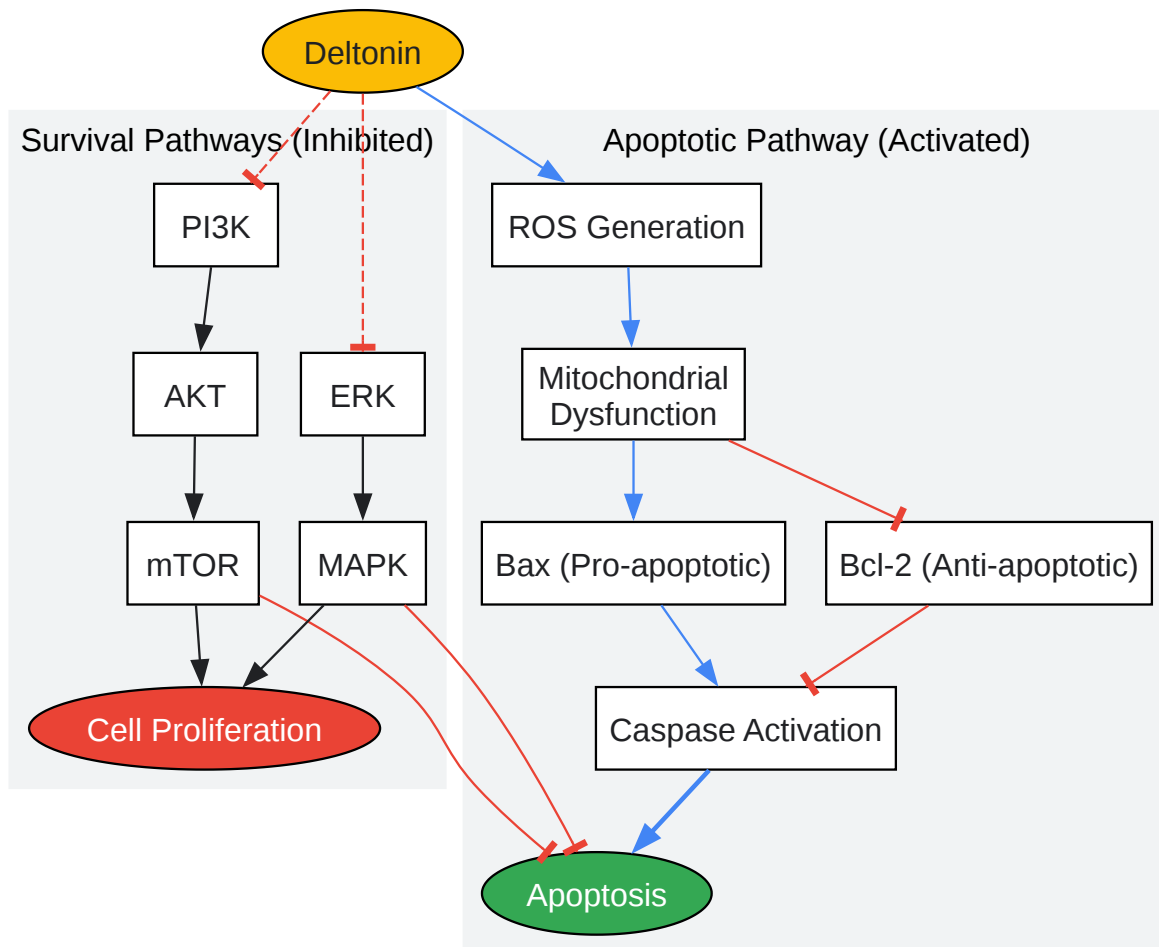 Deltonin
Survival Pathways (Inhibited)
Apoptotic Pathway (Activated)
PI3K
ROS Generation
AKT
ERK
Mitochondrial
Dysfunction
mTOR
MAPK
Bax (Pro-apoptotic)
Bcl-2 (Anti-apoptotic)
Cell Proliferation
Caspase Activation
Apoptosis